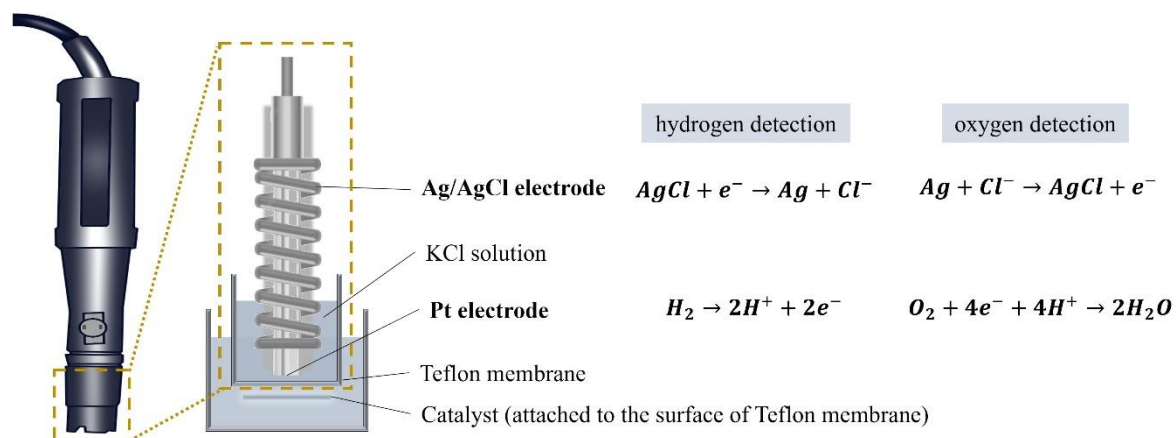 hydrogen detection
oxygen detection
Ag/AgCl electrode
AgCl + e⁻ → Ag + Cl⁻
Ag + Cl⁻ → AgCl + e⁻
KCl solution
Pt electrode
H₂ → 2H⁺ + 2e⁻
O₂ + 4e⁻ + 4H⁺ → 2H₂O
Teflon membrane
Catalyst (attached to the surface of Teflon membrane)